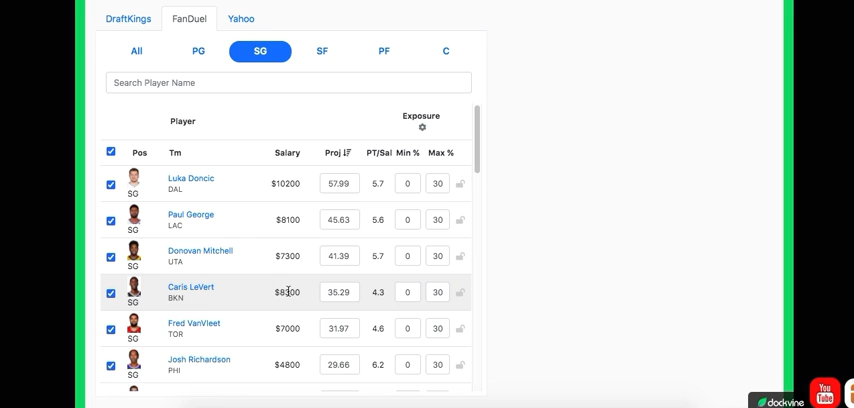 DraftKings FanDuel Yahoo
All PG SG SF PF C
Search Player Name
Player Exposure
Pos Tm Salary Proj PT/Sal Min % Max %
Luka Doncic
SG DAL $10200 57.99 5.7 0 30
Paul George
SG LAC $8100 45.63 5.6 0 30
Donovan Mitchell
SG UTA $7300 41.39 5.7 0 30
Caris LeVert
SG BKN 35.29 4.3 0 30
Fred VanVleet
SG TOR $7000 31.97 4.6 0 30
Josh Richardson
SG PHI $4800 29.66 6.2 0 30
You
Tube
dockvine